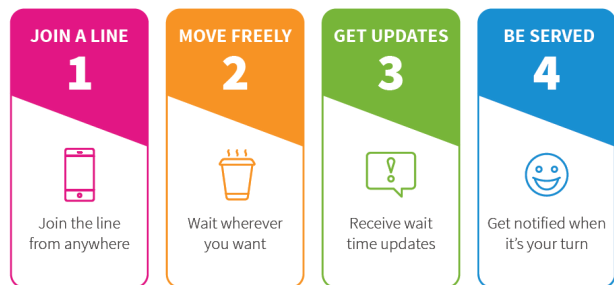 JOIN A LINE
1
Join the line
from anywhere
MOVE FREELY
2
Wait wherever
you want
GET UPDATES
3
Receive wait
time updates
BE SERVED
4
Get notified when
it's your turn